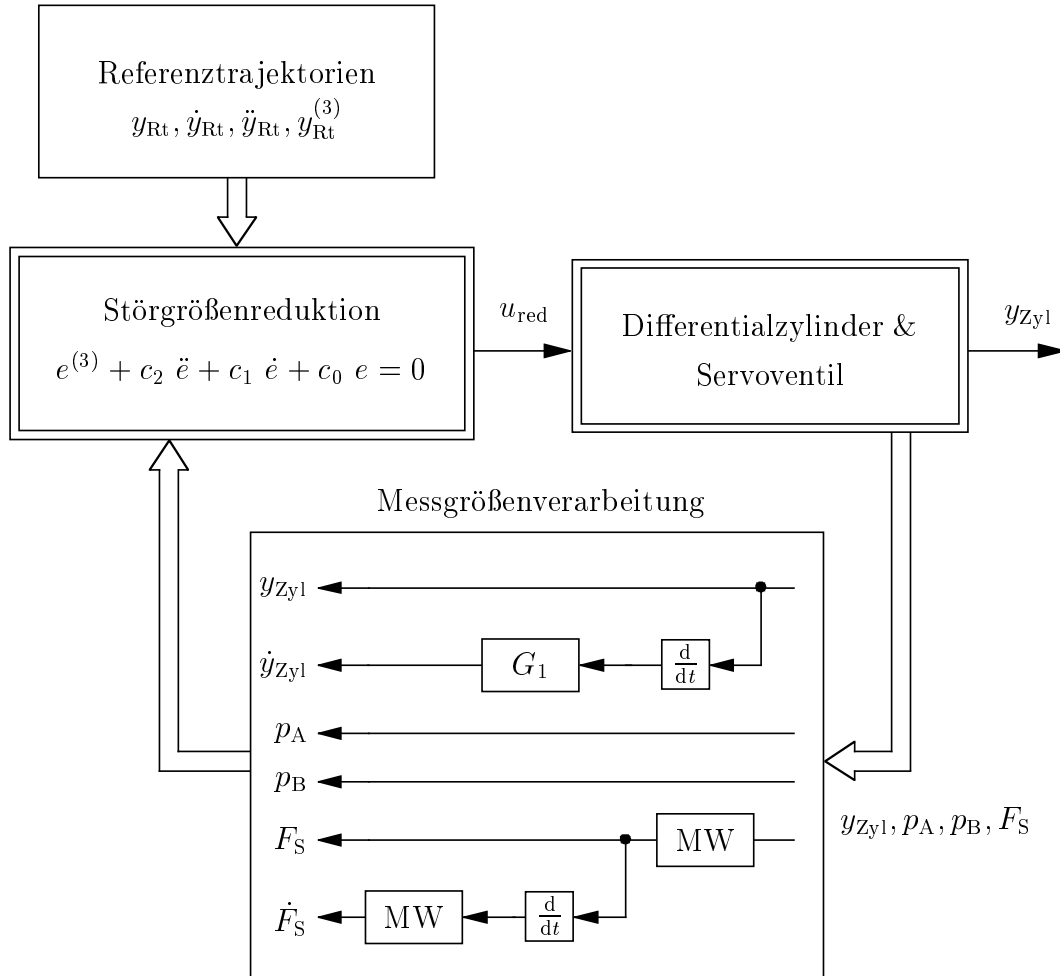 Referenztrajektorien
y_Rt, ẏ_Rt, ÿ_Rt, y_Rt^(3)
Störgrößenreduktion
e^(3) + c_2 ë + c_1 ė + c_0 e = 0
u_red
Differentialzylinder &
Servoventil
y_Zyl
Messgrößenverarbeitung
y_Zyl
ẏ_Zyl
G_1
d/dt
p_A
p_B
F_S
MW
y_Zyl, p_A, p_B, F_S
Ḟ_S
MW
d/dt